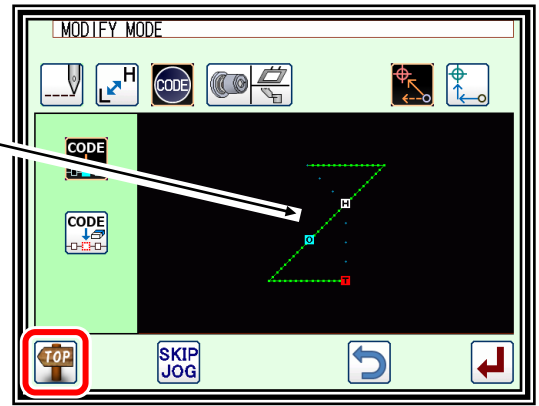 MODIFY MODE
L H
CODE
CODE
H
O
CODE
T
TOP
SKIP
JOG